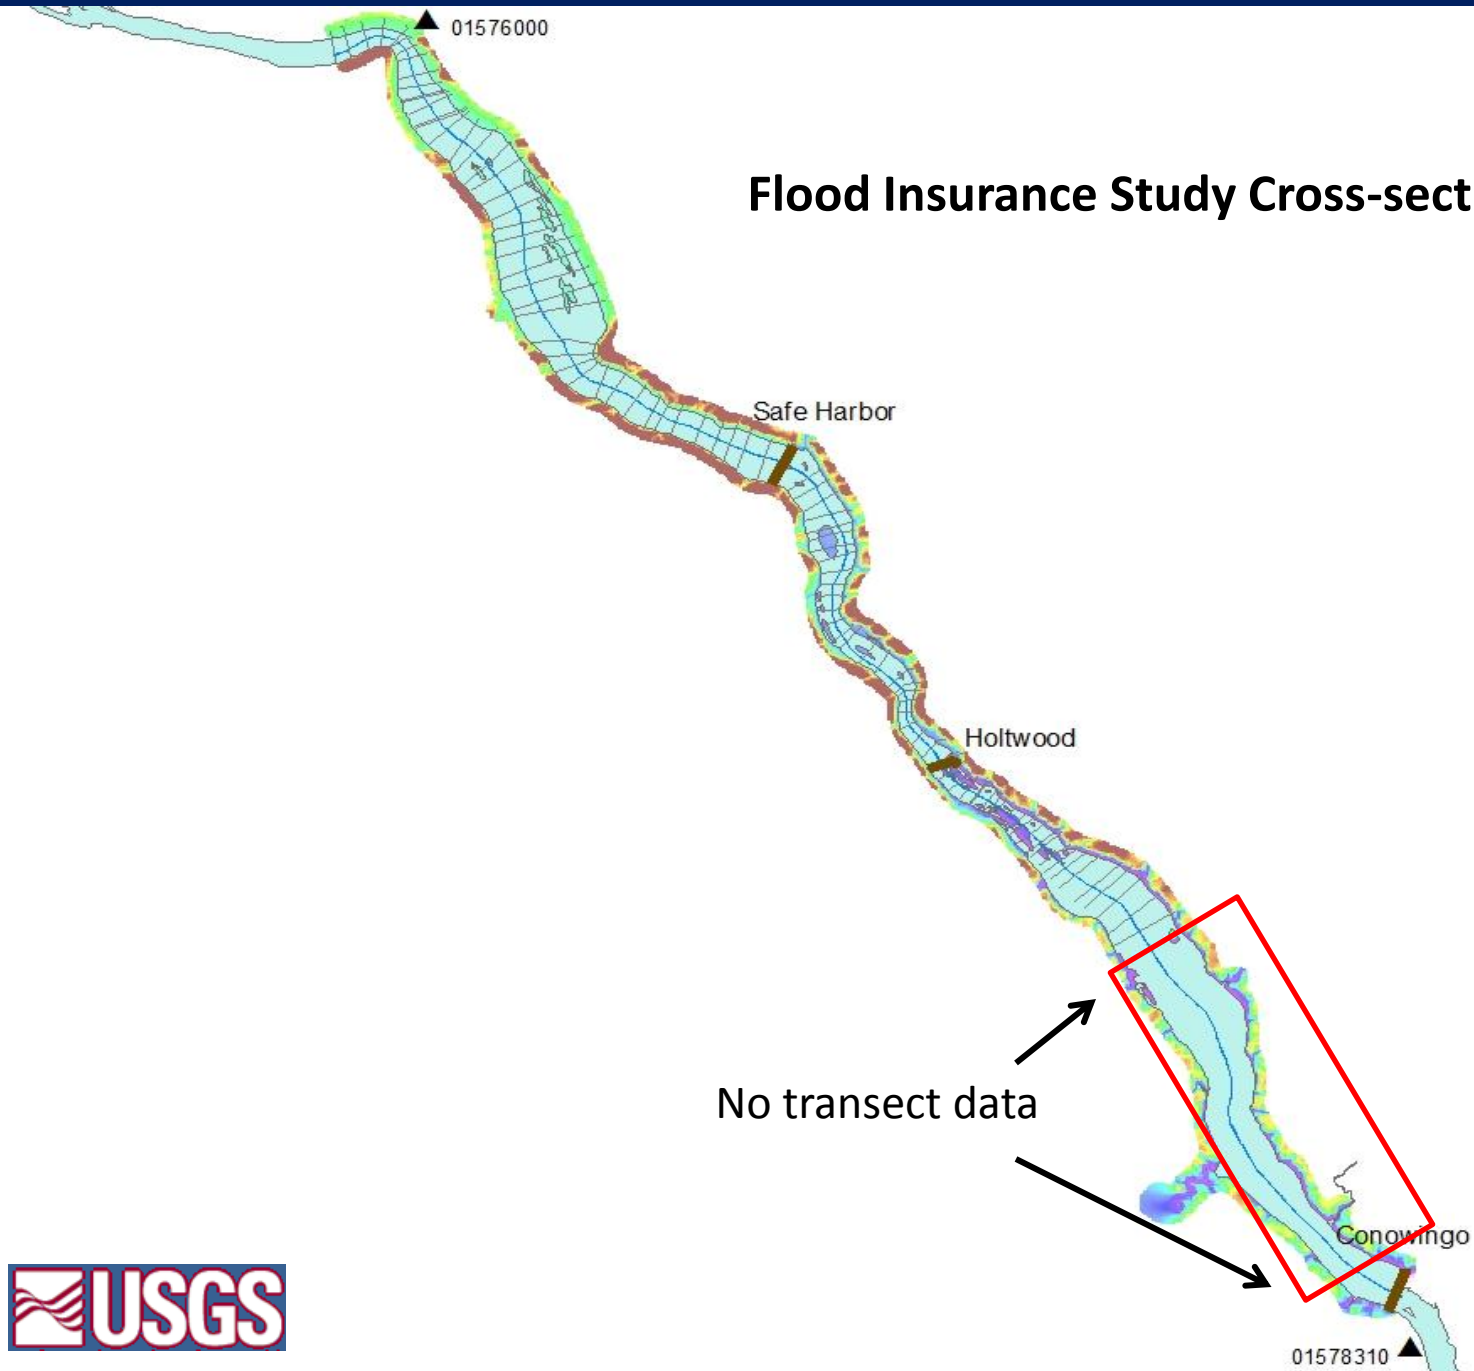 01576000
Flood Insurance Study Cross-sect
Safe Harbor
Holtwood
No transect data
Conowingo
USGS
01578310